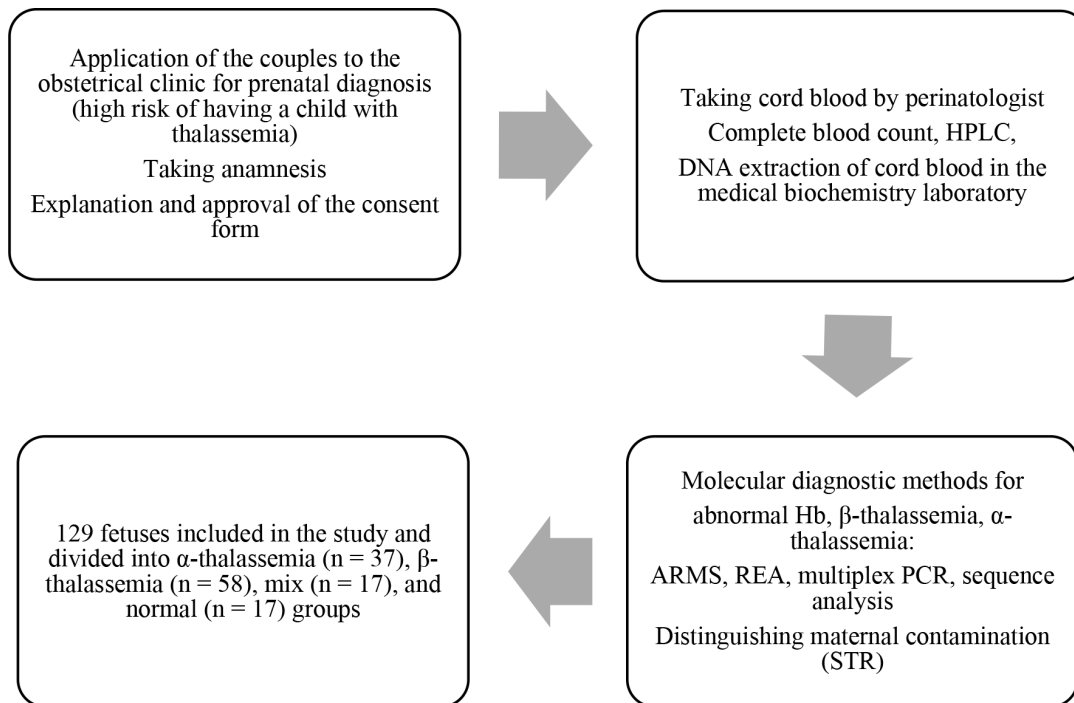 Application of the couples to the
obstetrical clinic for prenatal diagnosis
(high risk of having a child with
thalassemia)
Taking anamnesis
Explanation and approval of the consent
form
Taking cord blood by perinatologist
Complete blood count, HPLC,
DNA extraction of cord blood in the
medical biochemistry laboratory
Molecular diagnostic methods for
abnormal Hb, β-thalassemia, α-
thalassemia:
ARMS, REA, multiplex PCR, sequence
analysis
Distinguishing maternal contamination
(STR)
129 fetuses included in the study and
divided into α-thalassemia (n = 37), β-
thalassemia (n = 58), mix (n = 17), and
normal (n = 17) groups